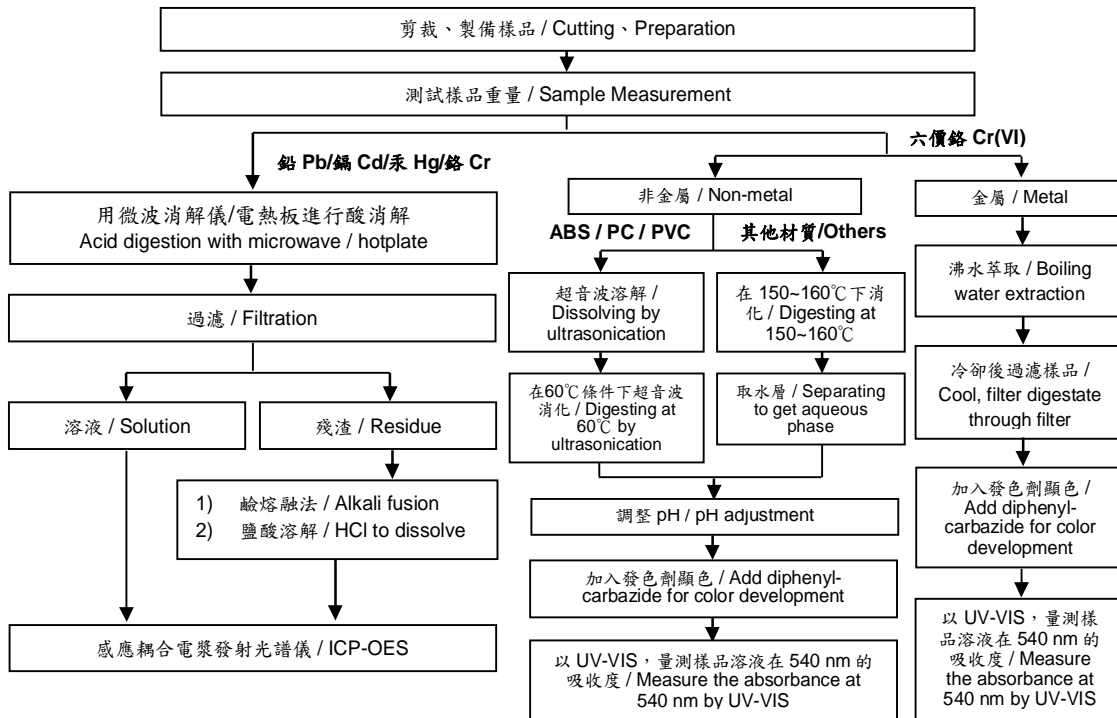 剪裁、製備樣品 / Cutting、Preparation
測試樣品重量 / Sample Measurement
鉛 Pb/鎘 Cd/汞 Hg/鉻 Cr
六價鉻 Cr(VI)
用微波消解儀/電熱板進行酸消解
Acid digestion with microwave / hotplate
過濾 / Filtration
溶液 / Solution
殘渣 / Residue
1) 鹼熔融法 / Alkali fusion
2) 鹽酸溶解 / HCl to dissolve
感應耦合電漿發射光譜儀 / ICP-OES
非金屬 / Non-metal
ABS / PC / PVC
其他材質/Others
超音波溶解 /
Dissolving by
ultrasonication
在 150~160℃下消
化 / Digesting at
150~160℃
在60℃條件下超音波
消化 / Digesting at
60℃ by
ultrasonication
取水層 / Separating
to get aqueous
phase
調整 pH / pH adjustment
加入發色劑顯色 / Add diphenyl-
carbazide for color development
以 UV-VIS，量測樣品溶液在 540 nm 的
吸收度 / Measure the absorbance at
540 nm by UV-VIS
金屬 / Metal
沸水萃取 / Boiling
water extraction
冷卻後過濾樣品 /
Cool, filter digestate
through filter
加入發色劑顯色 /
Add diphenyl-
carbazide for color
development
以 UV-VIS，量測樣
品溶液在 540 nm 的
吸收度 / Measure
the absorbance at
540 nm by UV-VIS